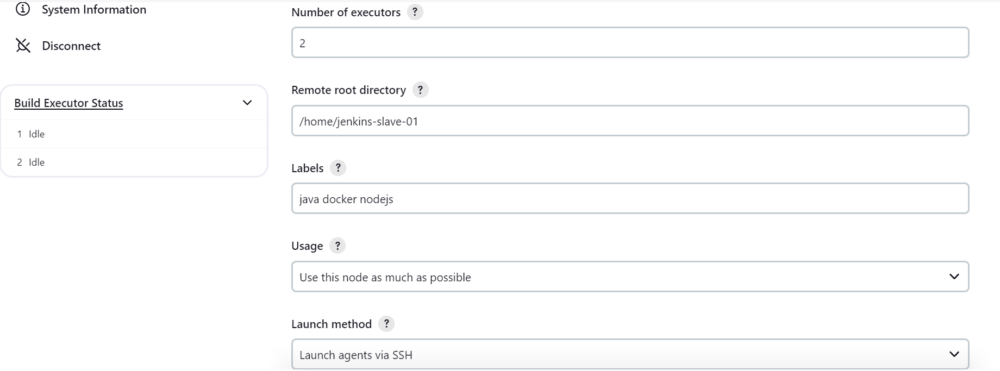 System Information
Disconnect
Build Executor Status
1 Idle
2 Idle
Number of executors ?
2
Remote root directory ?
/home/jenkins-slave-01
Labels ?
java docker nodejs
Usage ?
Use this node as much as possible
Launch method ?
Launch agents via SSH